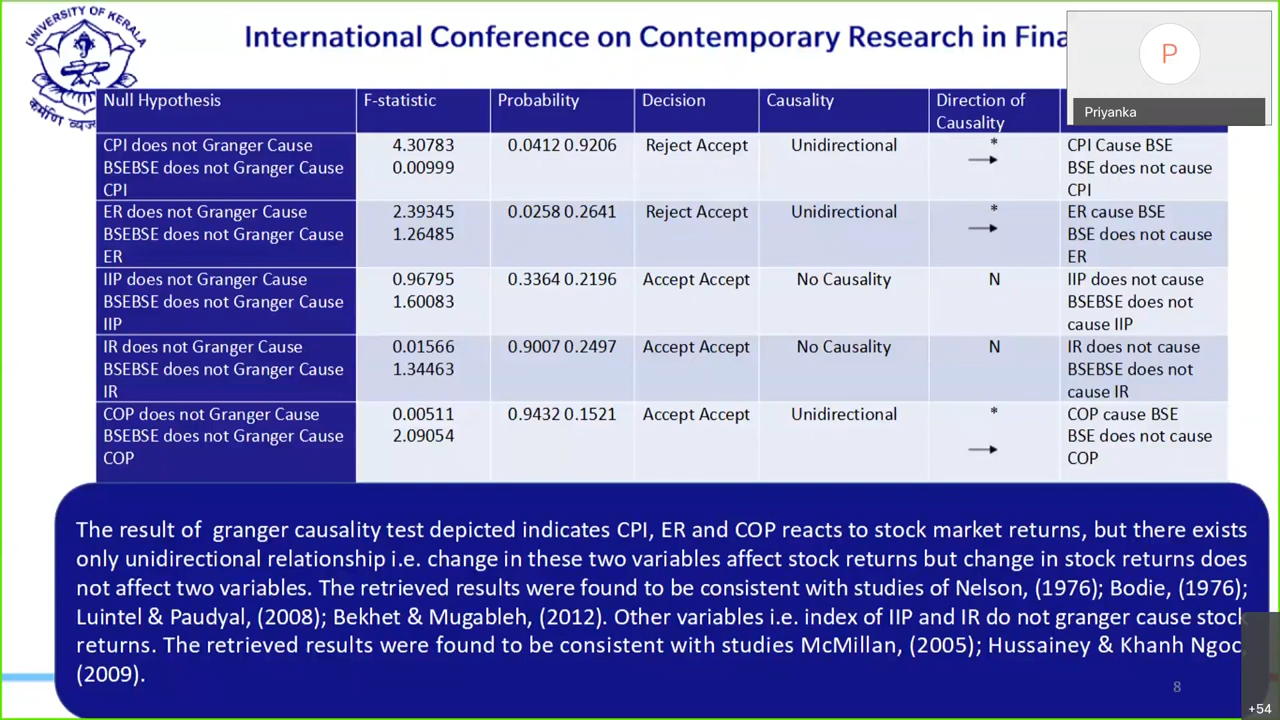 UNIVERSITY OF KERALA
International Conference on Contemporary Research in Fina
P
Priyanka
Null Hypothesis F-statistic Probability Decision Causality Direction of
Causality
CPI does not Granger Cause 4.30783 0.0412 0.9206 Reject Accept Unidirectional * CPI Cause BSE
BSEBSE does not Granger Cause 0.00999 → BSE does not cause
CPI CPI
ER does not Granger Cause 2.39345 0.0258 0.2641 Reject Accept Unidirectional * ER cause BSE
BSEBSE does not Granger Cause 1.26485 → BSE does not cause
ER ER
IIP does not Granger Cause 0.96795 0.3364 0.2196 Accept Accept No Causality N IIP does not cause
BSEBSE does not Granger Cause 1.60083 BSEBSE does not
IIP cause IIP
IR does not Granger Cause 0.01566 0.9007 0.2497 Accept Accept No Causality N IR does not cause
BSEBSE does not Granger Cause 1.34463 BSEBSE does not
IR cause IR
COP does not Granger Cause 0.00511 0.9432 0.1521 Accept Accept Unidirectional * COP cause BSE
BSEBSE does not Granger Cause 2.09054 BSE does not cause
COP → COP
The result of granger causality test depicted indicates CPI, ER and COP reacts to stock market returns, but there exists
only unidirectional relationship i.e. change in these two variables affect stock returns but change in stock returns does
not affect two variables. The retrieved results were found to be consistent with studies of Nelson, (1976); Bodie, (1976);
Luintel & Paudyal, (2008); Bekhet & Mugableh, (2012). Other variables i.e. index of IIP and IR do not granger cause stock
returns. The retrieved results were found to be consistent with studies McMillan, (2005); Hussainey & Khanh Ngoc
(2009).
8
+54